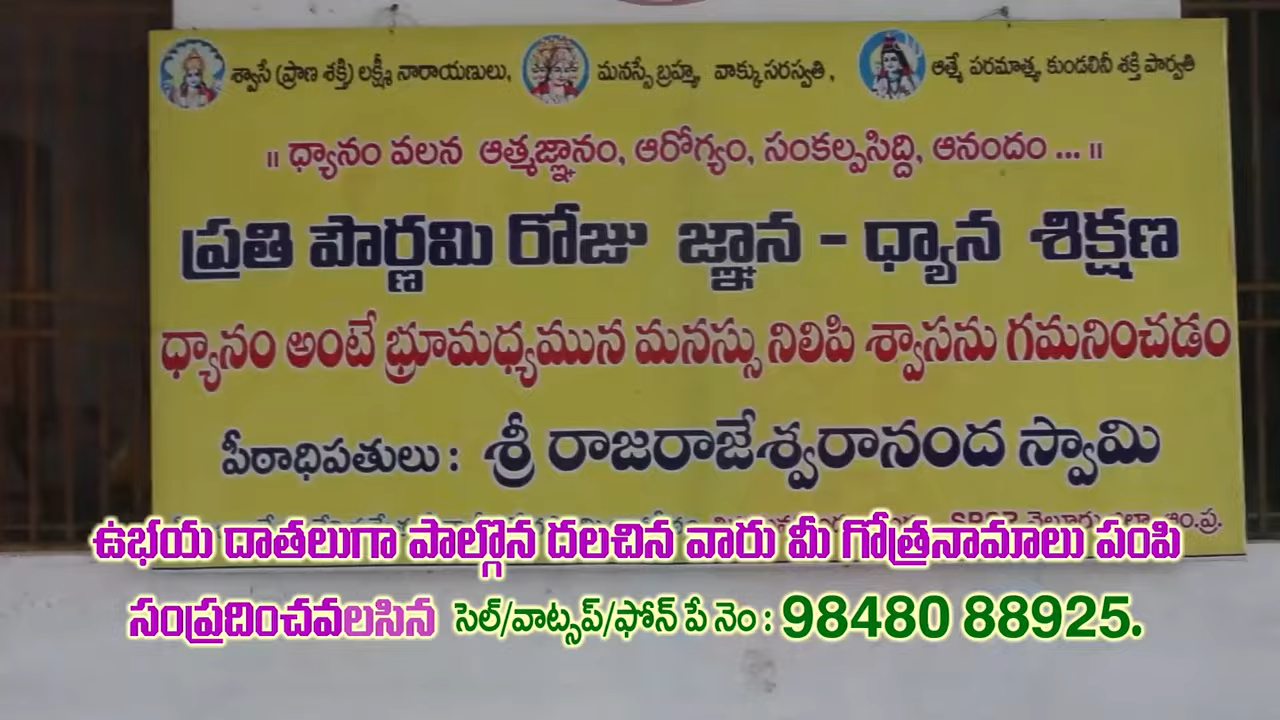 శ్వాసే (ప్రాణ శక్తి) లక్ష్మీ నారాయణులు, మనస్సే బ్రహ్మ, వాక్కు సరస్వతి, ఆత్మే పరమాత్మ, కుండలినీ శక్తి పార్వతి
॥ ధ్యానం వలన ఆత్మజ్ఞానం, ఆరోగ్యం, సంకల్పసిద్ది, ఆనందం ... ॥
ప్రతి పౌర్ణమి రోజు జ్ఞాన - ధ్యాన శిక్షణ
ధ్యానం అంటే భ్రూమధ్యమున మనస్సు నిలిపి శ్వాసను గమనించడం
పీఠాధిపతులు : శ్రీ రాజరాజేశ్వరానంద స్వామి
ఉభయ దాతలుగా పాల్గొన దలచిన వారు మీ గోత్రనామాలు పంపి
సంప్రదించవలసిన సెల్/వాట్సప్/ఫోన్ పే నెం : 98480 88925.